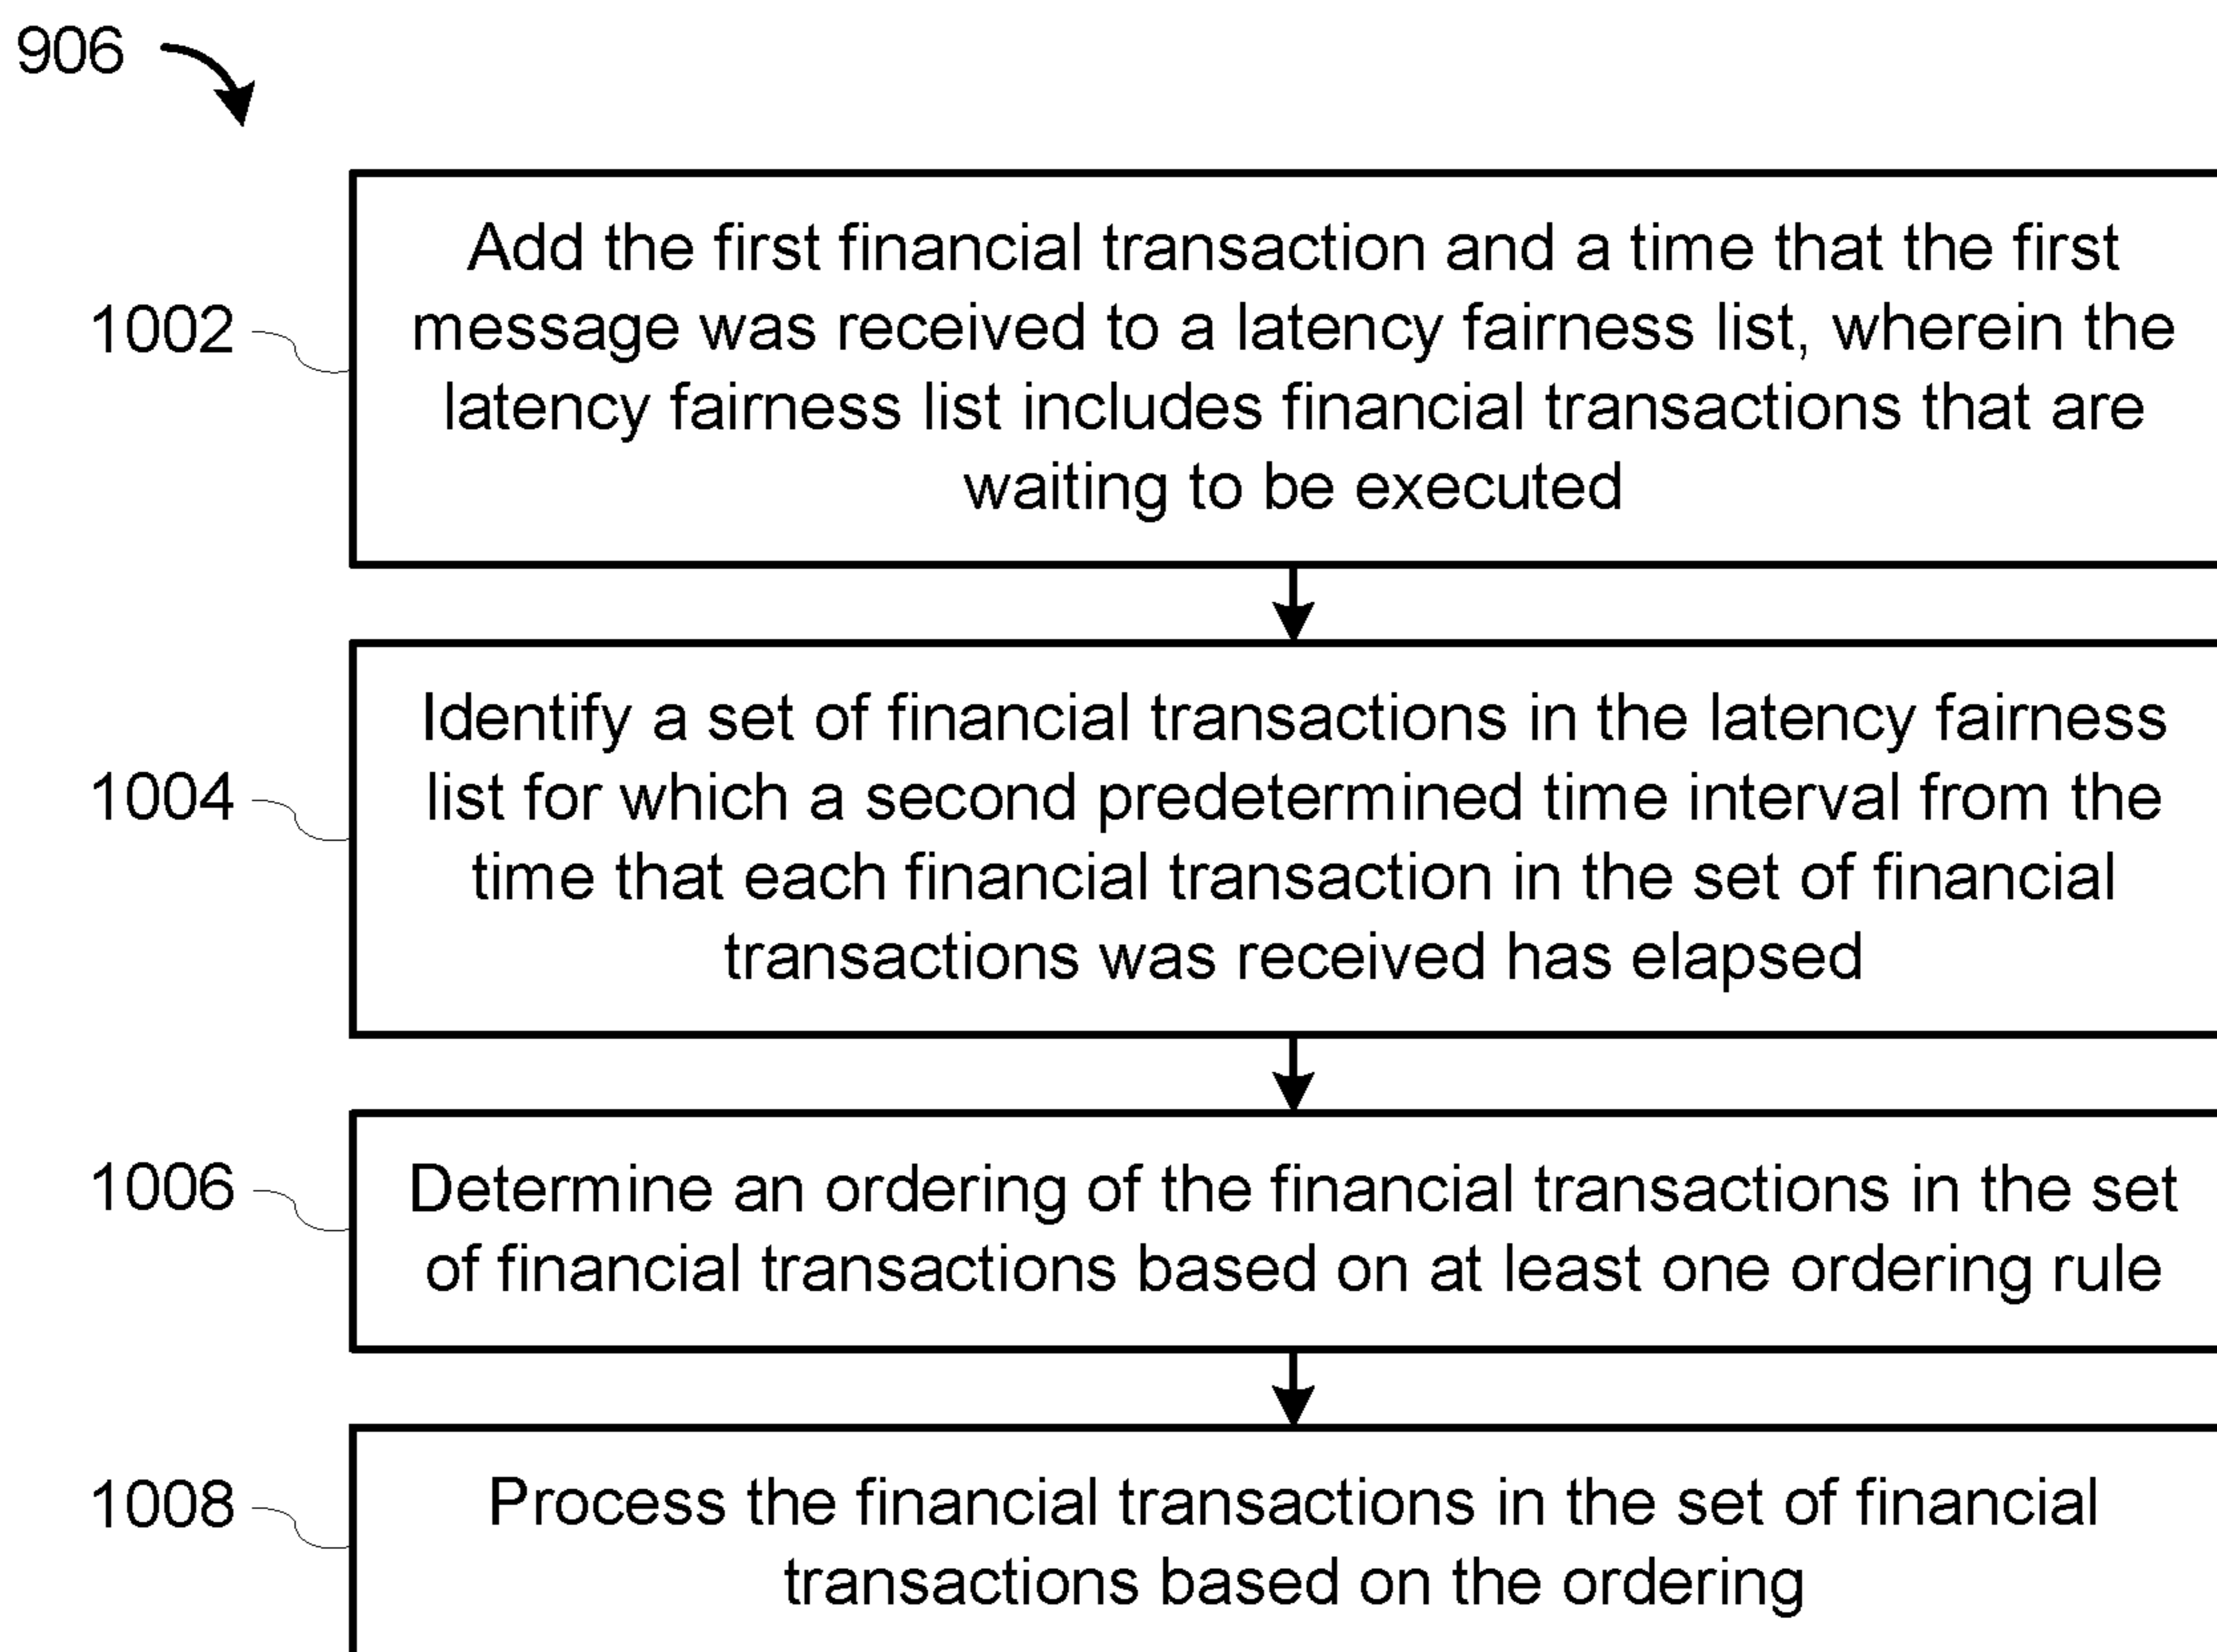 906
Add the first financial transaction and a time that the first
message was received to a latency fairness list, wherein the
latency fairness list includes financial transactions that are
waiting to be executed
1002
Identify a set of financial transactions in the latency fairness
list for which a second predetermined time interval from the
time that each financial transaction in the set of financial
transactions was received has elapsed
1004
Determine an ordering of the financial transactions in the set
of financial transactions based on at least one ordering rule
1006
Process the financial transactions in the set of financial
transactions based on the ordering
1008